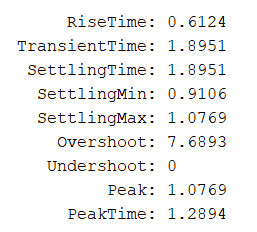 RiseTime: 0.6124
TransientTime: 1.8951
SettlingTime: 1.8951
SettlingMin: 0.9106
SettlingMax: 1.0769
Overshoot: 7.6893
Undershoot: 0
Peak: 1.0769
PeakTime: 1.2894